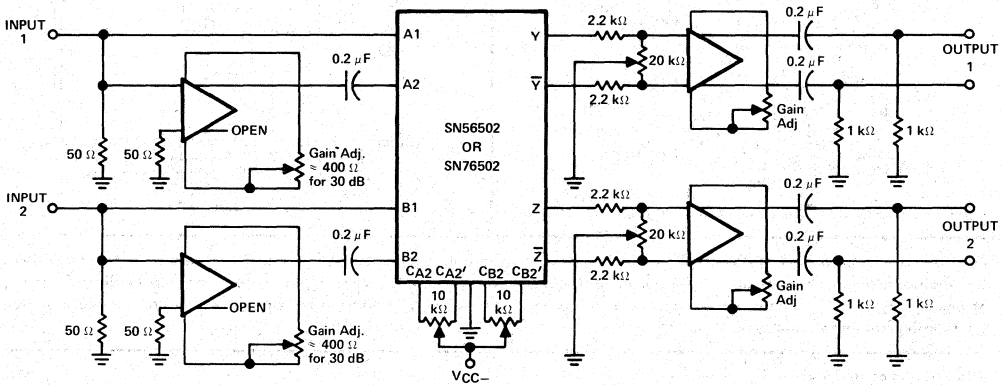 INPUT
1
A1
0.2 µF
A2
OPEN
50 Ω
50 Ω
Gain Adj.
≈ 400 Ω
for 30 dB
INPUT
2
B1
0.2 µF
B2
OPEN
50 Ω
50 Ω
Gain Adj.
≈ 400 Ω
for 30 dB
SN56502
OR
SN76502
CA2 CA2' CB2 CB2'
10
kΩ
10
kΩ
VCC–
Y
2.2 kΩ
20 kΩ
Y
2.2 kΩ
Gain
Adj
0.2 µF
0.2 µF
1 kΩ
1 kΩ
OUTPUT
1
Z
2.2 kΩ
20 kΩ
Z
2.2 kΩ
Gain
Adj
0.2 µF
0.2 µF
1 kΩ
1 kΩ
OUTPUT
2